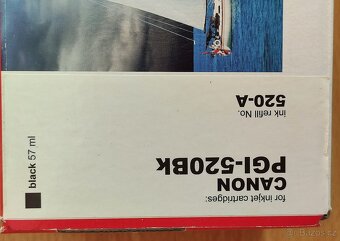 for inkjet cartridges:
CANON
PGI-520Bk
ink refill No.
520-A
black 57 ml